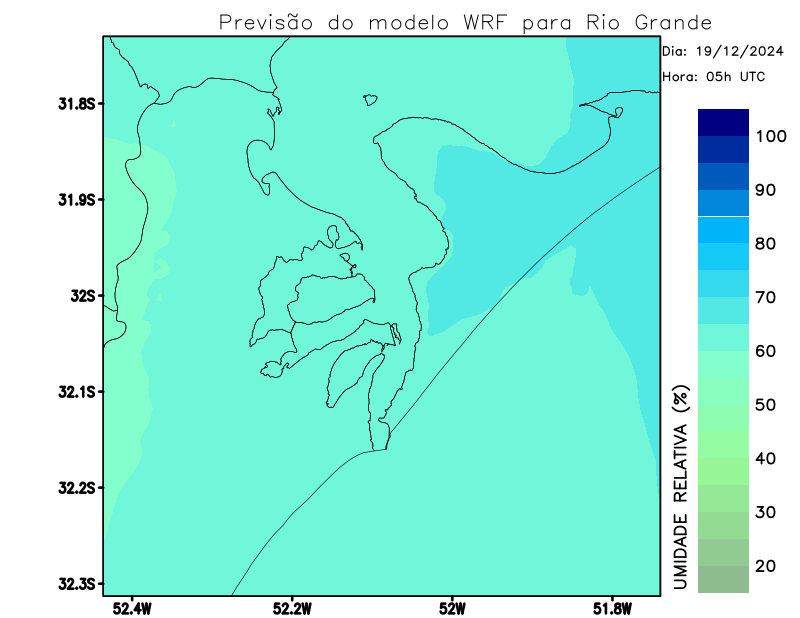 Previsão do modelo WRF para Rio Grande
Dia: 19/12/2024
Hora: 05h UTC
31.8S
31.9S
32S
32.1S
32.2S
32.3S
52.4W
52.2W
52W
51.8W
100
90
80
70
60
50
40
30
20
UMIDADE RELATIVA (%)